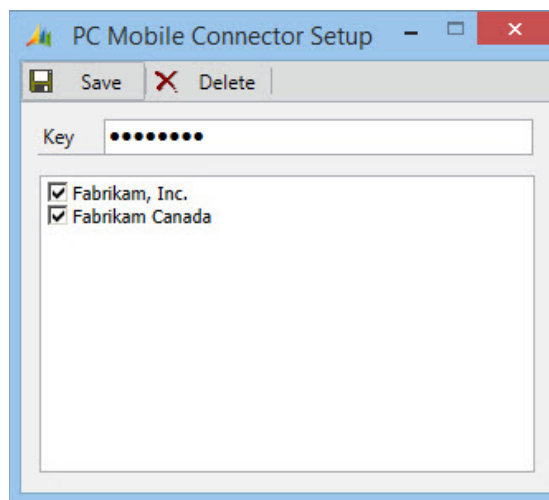 PC Mobile Connector Setup
Save Delete
Key ••••••••
Fabrikam, Inc.
Fabrikam Canada